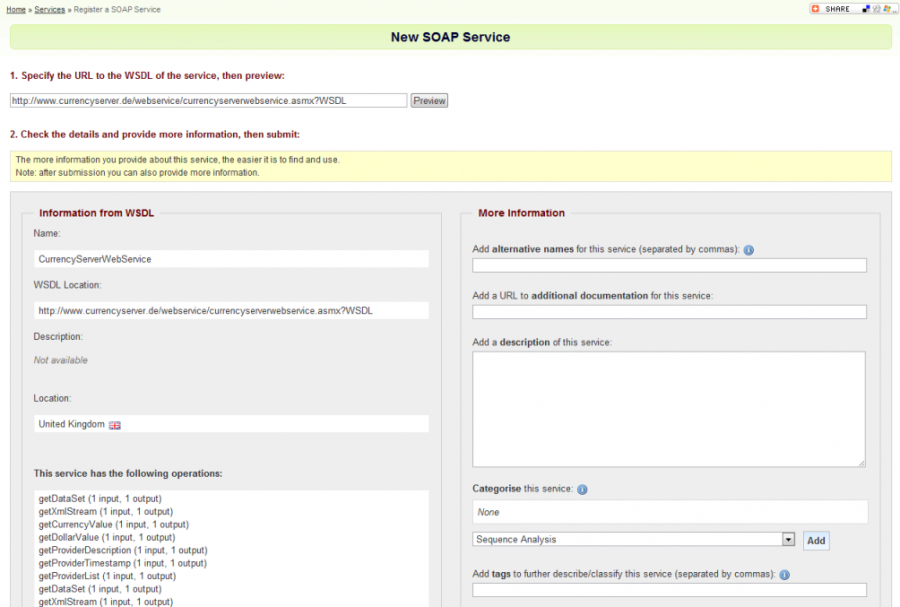 Home » Services » Register a SOAP Service
SHARE
New SOAP Service
1. Specify the URL to the WSDL of the service, then preview:
http://www.currencyserver.de/webservice/currencyserverwebservice.asmx?WSDL
Preview
2. Check the details and provide more information, then submit:
The more information you provide about this service, the easier it is to find and use.
Note: after submission you can also provide more information.
Information from WSDL
Name:
CurrencyServerWebService
WSDL Location:
http://www.currencyserver.de/webservice/currencyserverwebservice.asmx?WSDL
Description:
Not available
Location:
United Kingdom
This service has the following operations:
getDataSet (1 input, 1 output)
getXmlStream (1 input, 1 output)
getCurrencyValue (1 input, 1 output)
getDollarValue (1 input, 1 output)
getProviderDescription (1 input, 1 output)
getProviderTimestamp (1 input, 1 output)
getProviderList (1 input, 1 output)
getDataSet (1 input, 1 output)
getXmlStream (1 input, 1 output)
More Information
Add alternative names for this service (separated by commas):
Add a URL to additional documentation for this service:
Add a description of this service:
Categorise this service:
None
Sequence Analysis
Add
Add tags to further describe/classify this service (separated by commas):